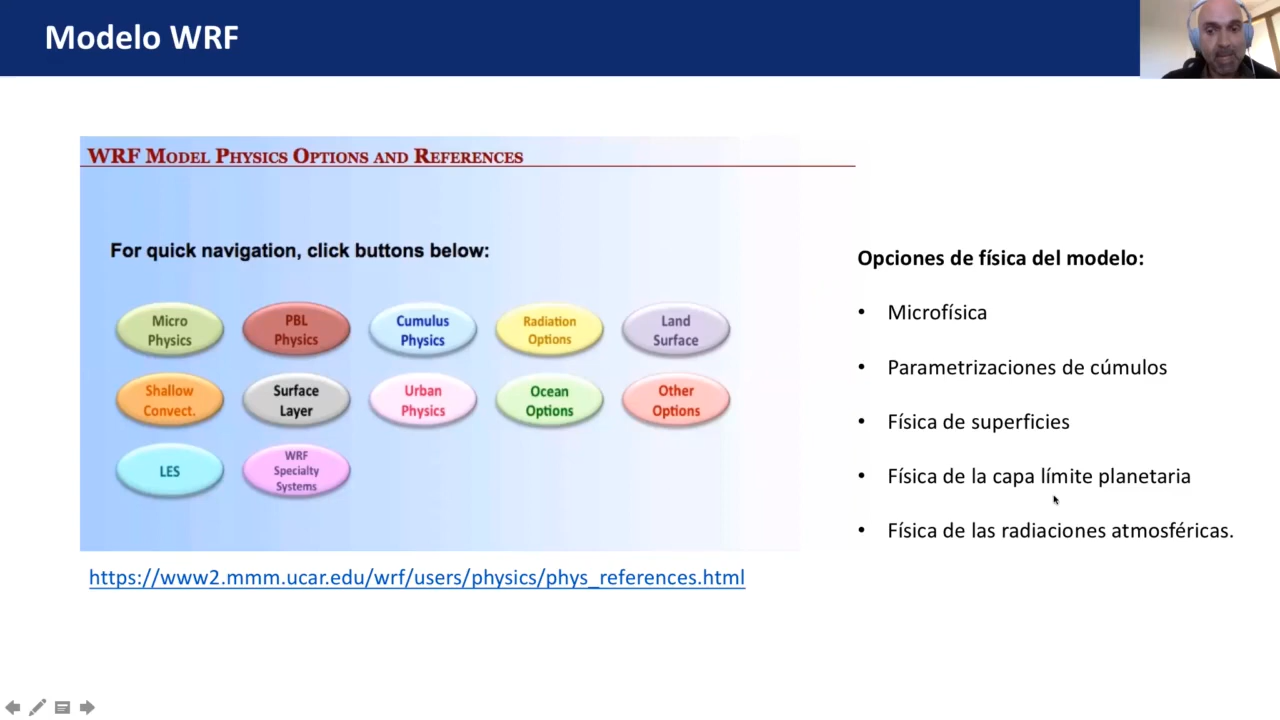 Modelo WRF
WRF Model Physics Options and References
For quick navigation, click buttons below:
Micro
Physics
PBL
Physics
Cumulus
Physics
Radiation
Options
Land
Surface
Shallow
Convect.
Surface
Layer
Urban
Physics
Ocean
Options
Other
Options
LES
WRF
Specialty
Systems
https://www2.mmm.ucar.edu/wrf/users/physics/phys_references.html
Opciones de física del modelo:
• Microfísica
• Parametrizaciones de cúmulos
• Física de superficies
• Física de la capa límite planetaria
• Física de las radiaciones atmosféricas.